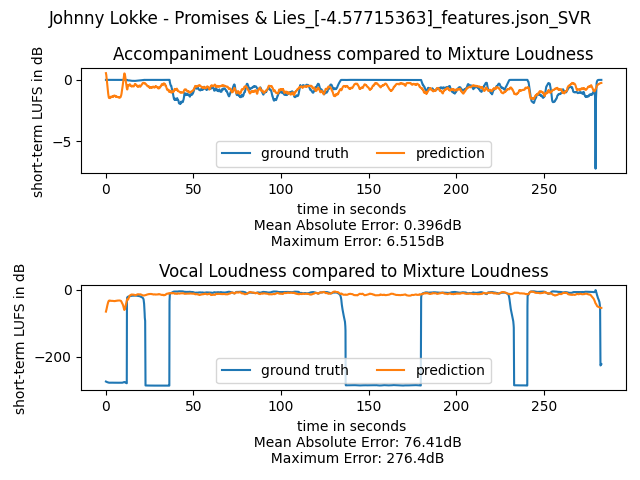 Johnny Lokke - Promises & Lies_[-4.57715363]_features.json_SVR
Accompaniment Loudness compared to Mixture Loudness
short-term LUFS in dB
0
−5
ground truth
prediction
0 50 100 150 200 250
time in seconds
Mean Absolute Error: 0.396dB
Maximum Error: 6.515dB
Vocal Loudness compared to Mixture Loudness
short-term LUFS in dB
0
−200
ground truth
prediction
0 50 100 150 200 250
time in seconds
Mean Absolute Error: 76.41dB
Maximum Error: 276.4dB